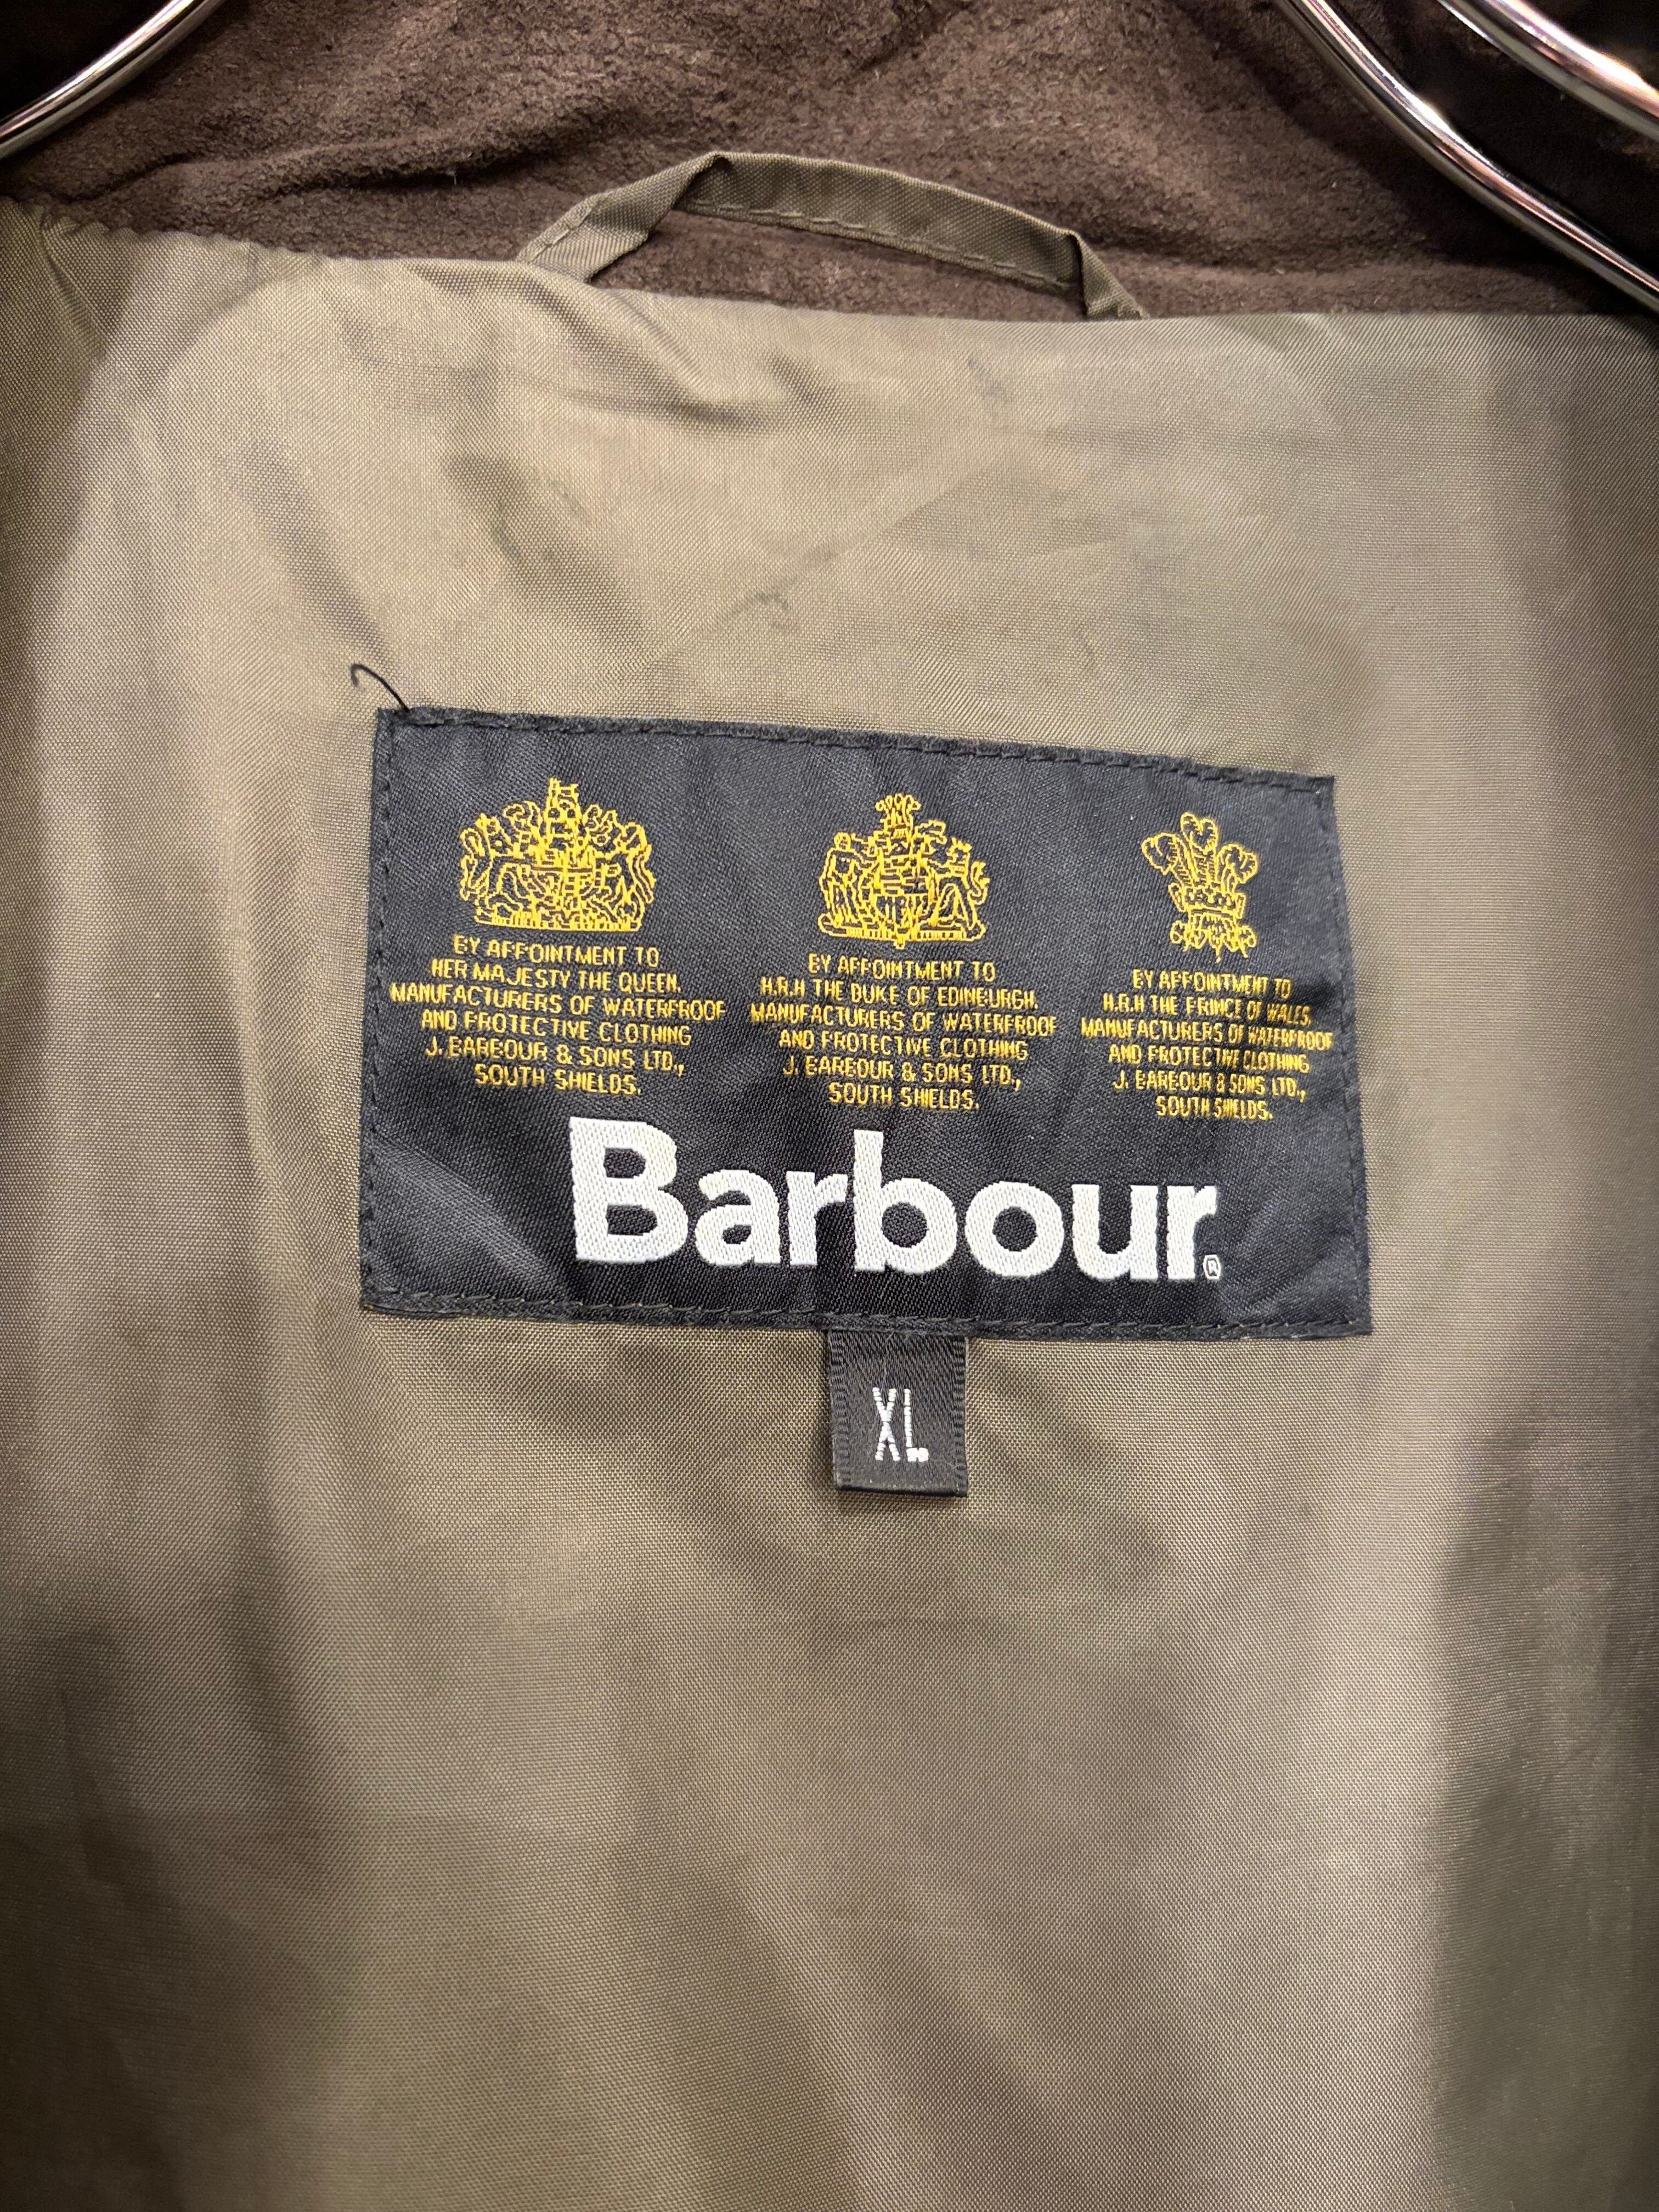 BY APPOINTMENT TO
HER MAJESTY THE QUEEN,
MANUFACTURERS OF WATERPROOF
AND PROTECTIVE CLOTHING
J. BARBOUR & SONS LTD.,
SOUTH SHIELDS.
BY APPOINTMENT TO
H.R.H THE DUKE OF EDINBURGH,
MANUFACTURERS OF WATERPROOF
AND PROTECTIVE CLOTHING
J. BARBOUR & SONS LTD.,
SOUTH SHIELDS.
BY APPOINTMENT TO
H.R.H THE PRINCE OF WALES,
MANUFACTURERS OF WATERPROOF
AND PROTECTIVE CLOTHING
J. BARBOUR & SONS LTD.,
SOUTH SHIELDS.
Barbour®
XL